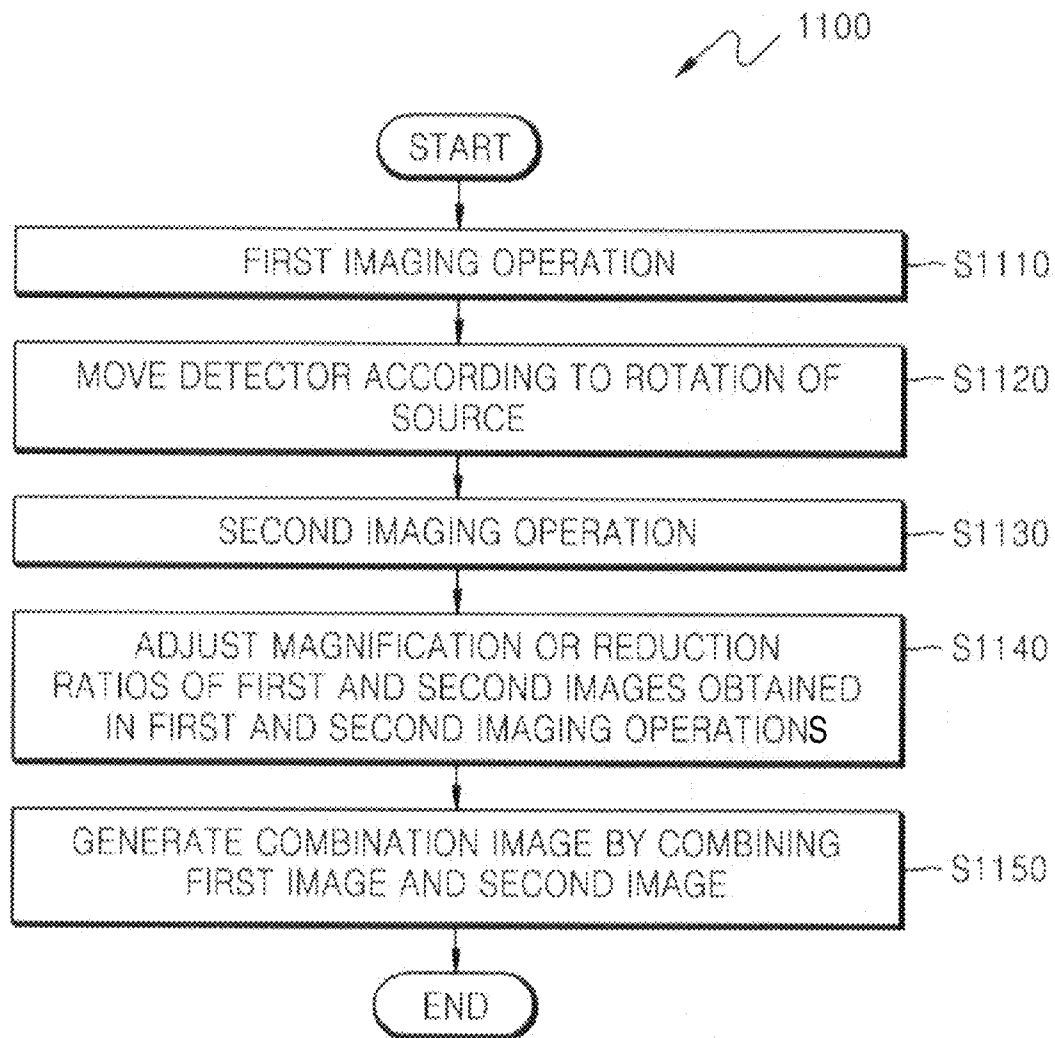 1100
START
FIRST IMAGING OPERATION
S1110
MOVE DETECTOR ACCORDING TO ROTATION OF
SOURCE
S1120
SECOND IMAGING OPERATION
S1130
ADJUST MAGNIFICATION OR REDUCTION
RATIOS OF FIRST AND SECOND IMAGES OBTAINED
IN FIRST AND SECOND IMAGING OPERATIONS
S1140
GENERATE COMBINATION IMAGE BY COMBINING
FIRST IMAGE AND SECOND IMAGE
S1150
END